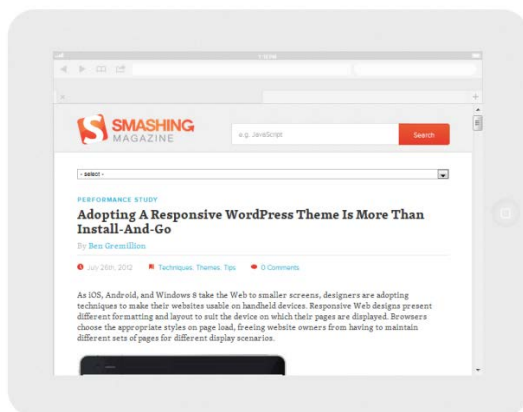 SMASHING
MAGAZINE
e.g. JavaScript
Search
- select -
PERFORMANCE STUDY
Adopting A Responsive WordPress Theme Is More Than
Install-And-Go
By Ben Gremillion
July 26th, 2012 Techniques, Themes, Tips 0 Comments
As iOS, Android, and Windows 8 take the Web to smaller screens, designers are adopting
techniques to make their websites usable on handheld devices. Responsive Web designs present
different formatting and layout to suit the device on which their pages are displayed. Browsers
choose the appropriate styles on page load, freeing website owners from having to maintain
different sets of pages for different display scenarios.